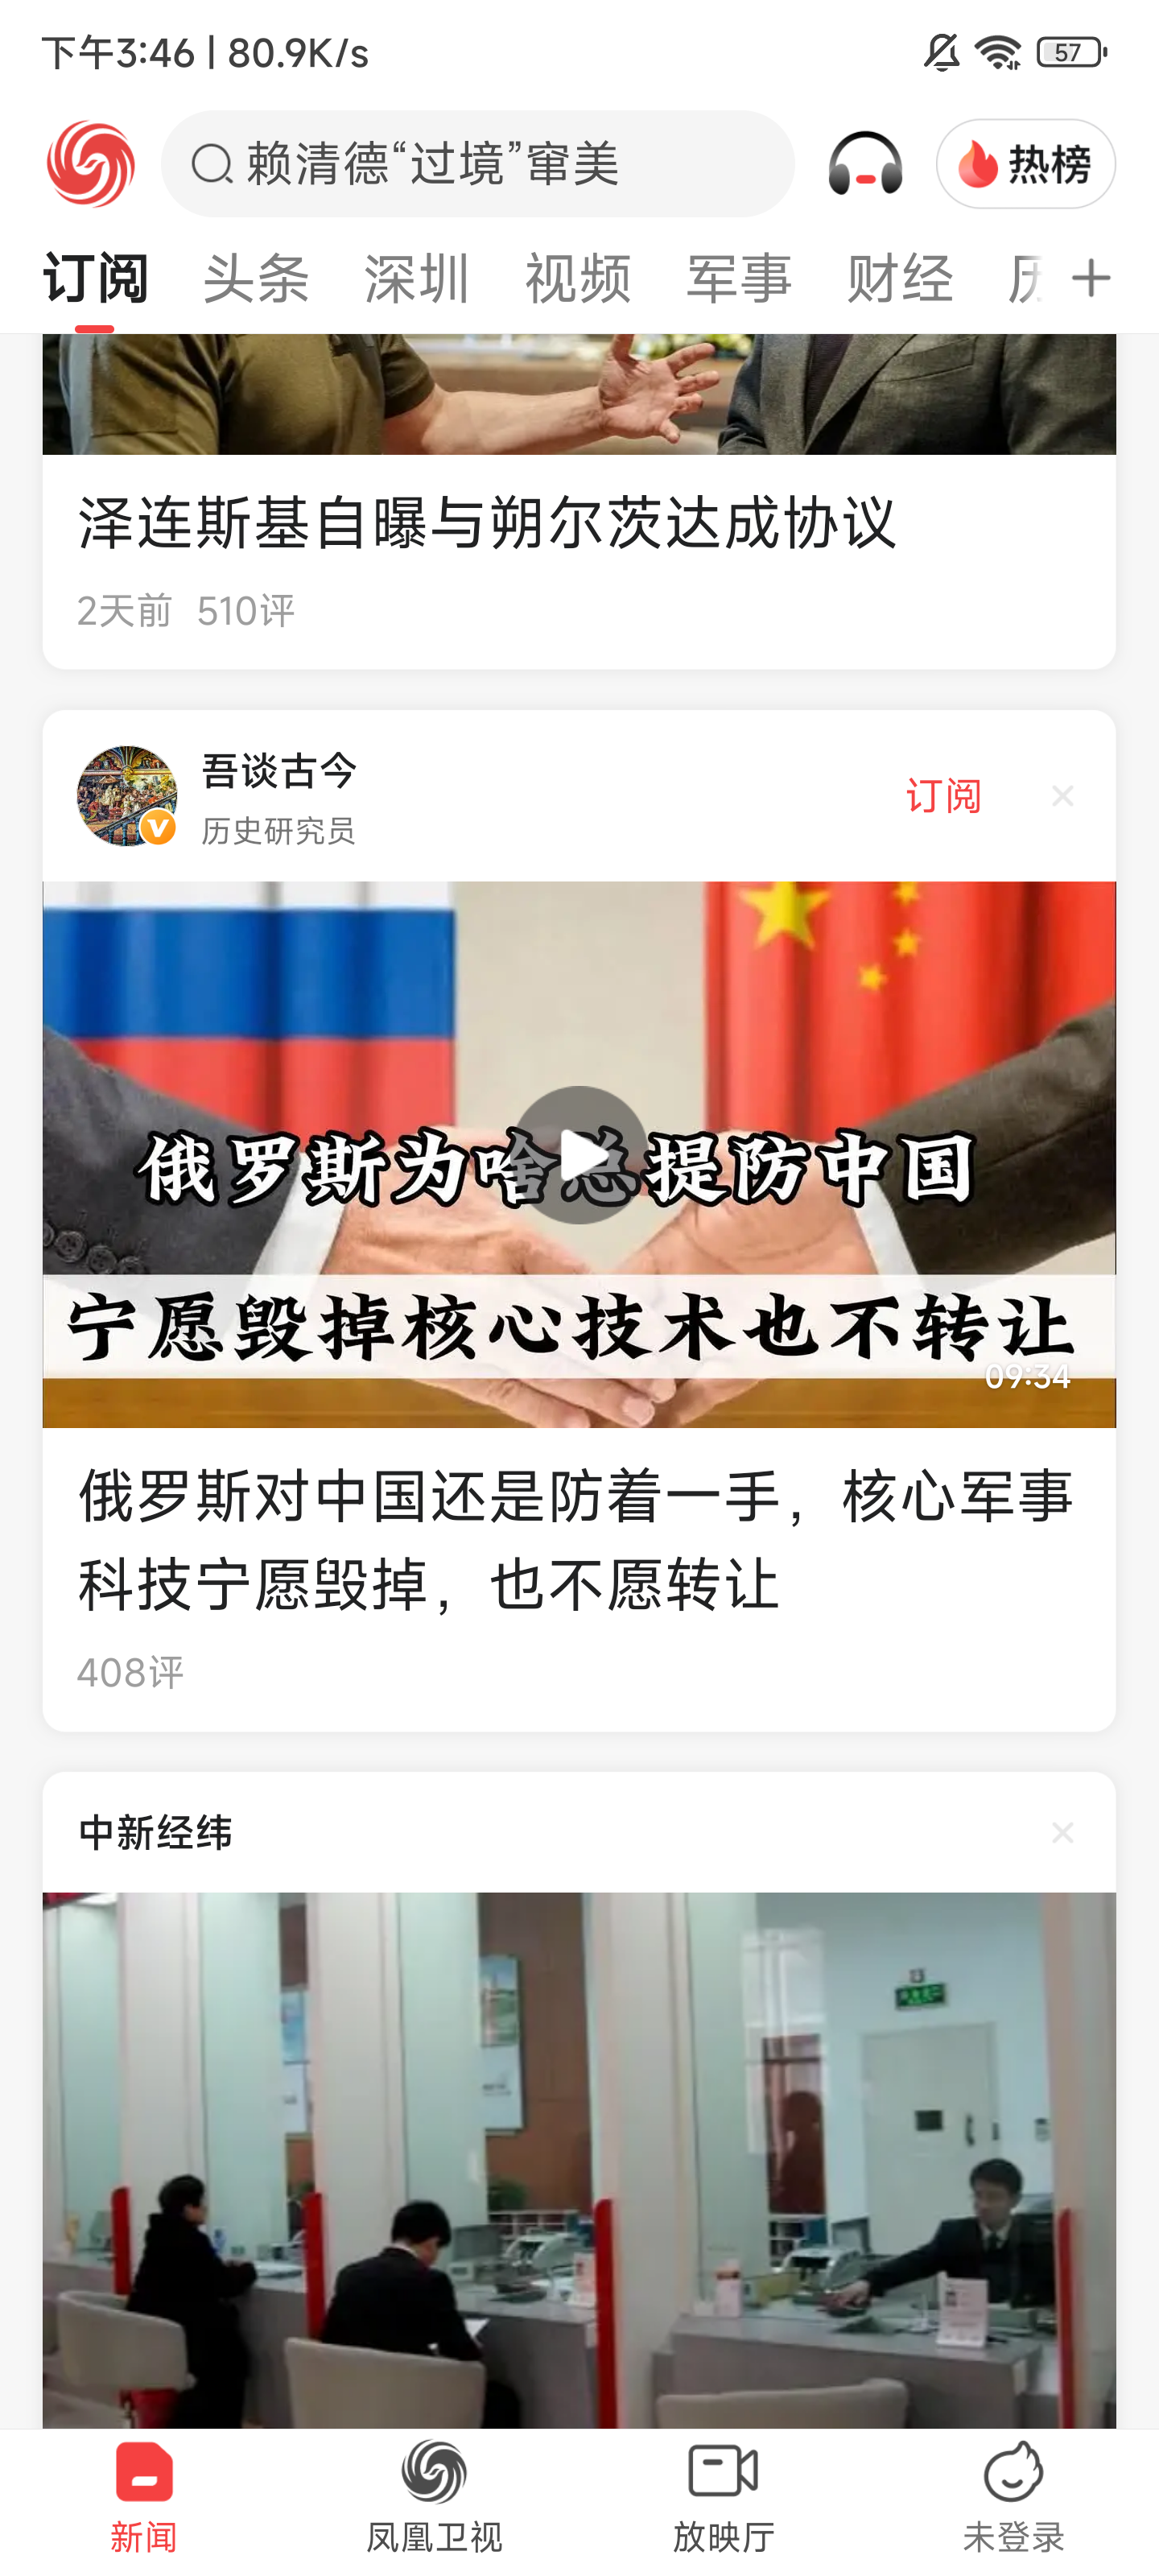 下午3:46 | 80.9K/s
57
赖清德“过境”窜美
热榜
订阅 头条 深圳 视频 军事 财经
泽连斯基自曝与朔尔茨达成协议
2天前 510评
吾谈古今
历史研究员
订阅
俄罗斯为啥总提防中国
宁愿毁掉核心技术也不转让
09:34
俄罗斯对中国还是防着一手，核心军事
科技宁愿毁掉，也不愿转让
408评
中新经纬
新闻 凤凰卫视 放映厅 未登录